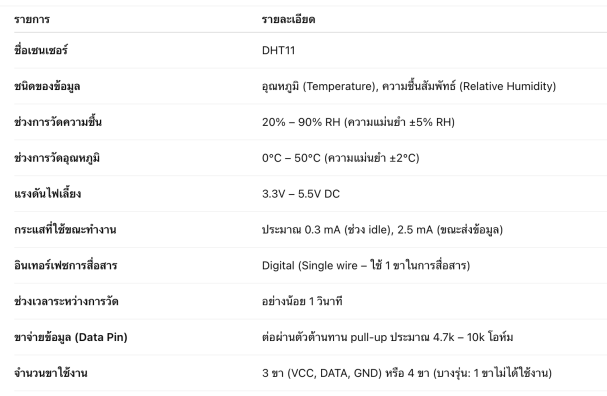 รายการ รายละเอียด
ชื่อเซนเซอร์ DHT11
ชนิดของข้อมูล อุณหภูมิ (Temperature), ความชื้นสัมพัทธ์ (Relative Humidity)
ช่วงการวัดความชื้น 20% – 90% RH (ความแม่นยำ ±5% RH)
ช่วงการวัดอุณหภูมิ 0°C – 50°C (ความแม่นยำ ±2°C)
แรงดันไฟเลี้ยง 3.3V – 5.5V DC
กระแสที่ใช้ขณะทำงาน ประมาณ 0.3 mA (ช่วง idle), 2.5 mA (ขณะส่งข้อมูล)
อินเทอร์เฟซการสื่อสาร Digital (Single wire – ใช้ 1 ขาในการสื่อสาร)
ช่วงเวลาระหว่างการวัด อย่างน้อย 1 วินาที
ขาจ่ายข้อมูล (Data Pin) ต่อผ่านตัวต้านทาน pull-up ประมาณ 4.7k – 10k โอห์ม
จำนวนขาใช้งาน 3 ขา (VCC, DATA, GND) หรือ 4 ขา (บางรุ่น: 1 ขาไม่ได้ใช้งาน)